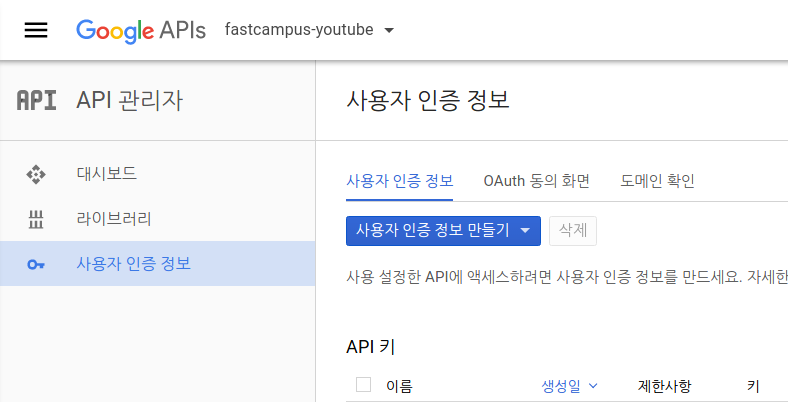 Google APIs fastcampus-youtube
API API 관리자
사용자 인증 정보
대시보드
라이브러리
사용자 인증 정보
사용자 인증 정보 OAuth 동의 화면 도메인 확인
사용자 인증 정보 만들기 삭제
사용 설정한 API에 액세스하려면 사용자 인증 정보를 만드세요. 자세한
API 키
이름 생성일 제한사항 키